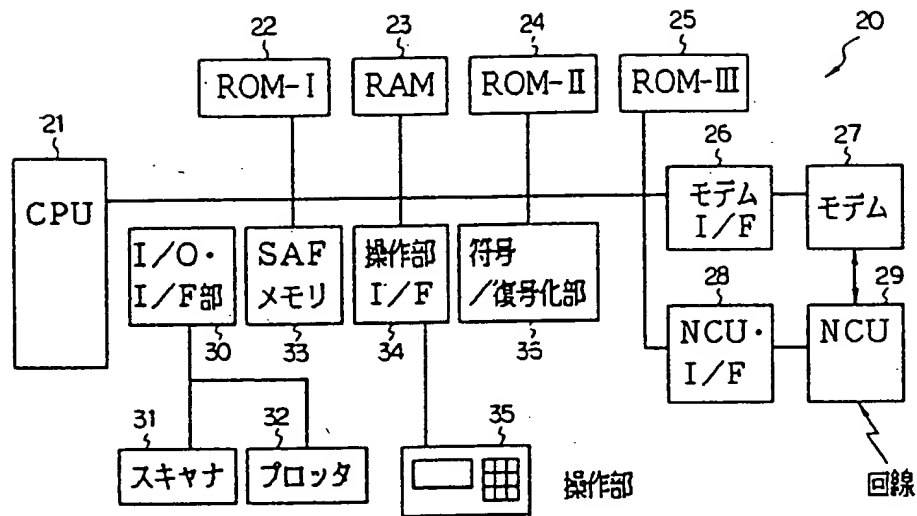 22
23
24
25
20
ROM-I
RAM
ROM-II
ROM-III
21
26
27
CPU
モデム
I/F
モデム
I/O・
I/F部
SAF
メモリ
操作部
I/F
符号
/復号化部
28
29
30
33
34
36
NCU・
I/F
NCU
31
32
35
スキャナ
プロッタ
操作部
回線